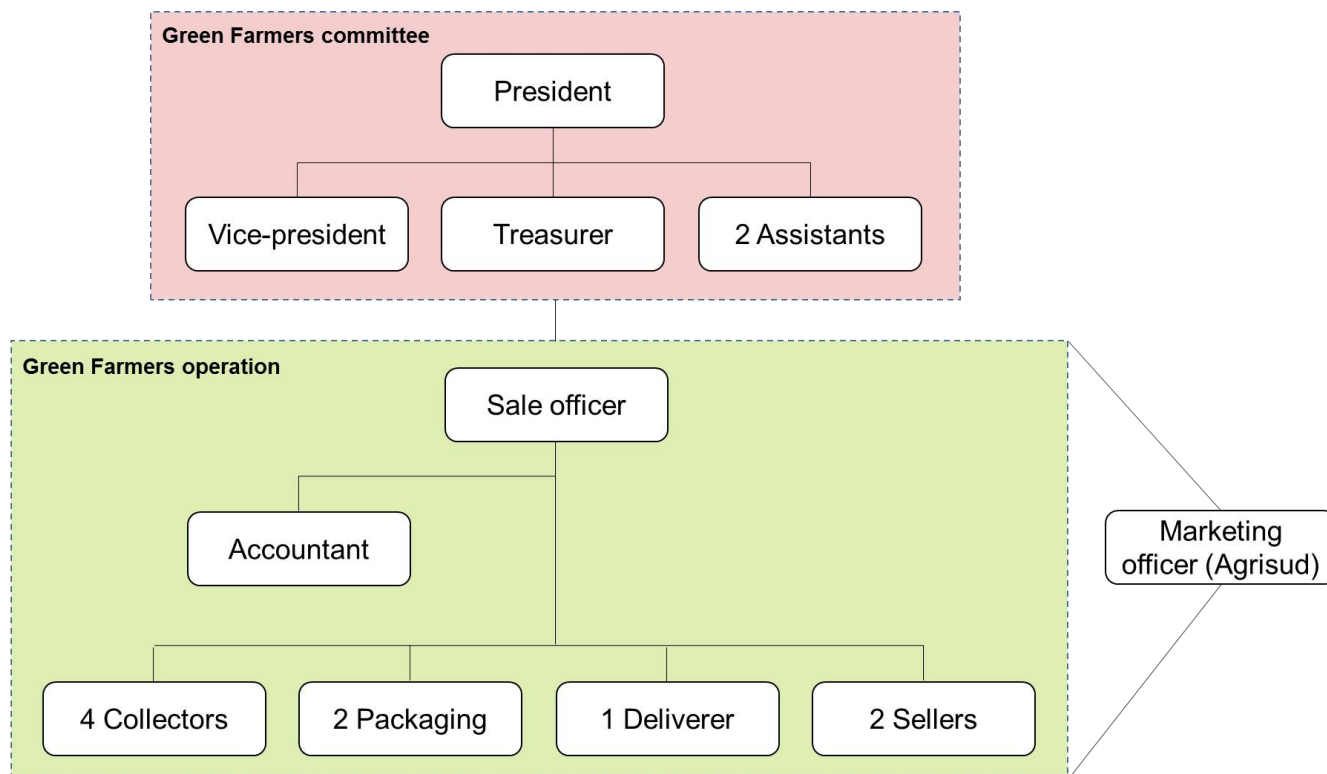 Green Farmers committee
President
Vice-president
Treasurer
2 Assistants
Green Farmers operation
Sale officer
Accountant
Marketing
officer (Agrisud)
4 Collectors
2 Packaging
1 Deliverer
2 Sellers